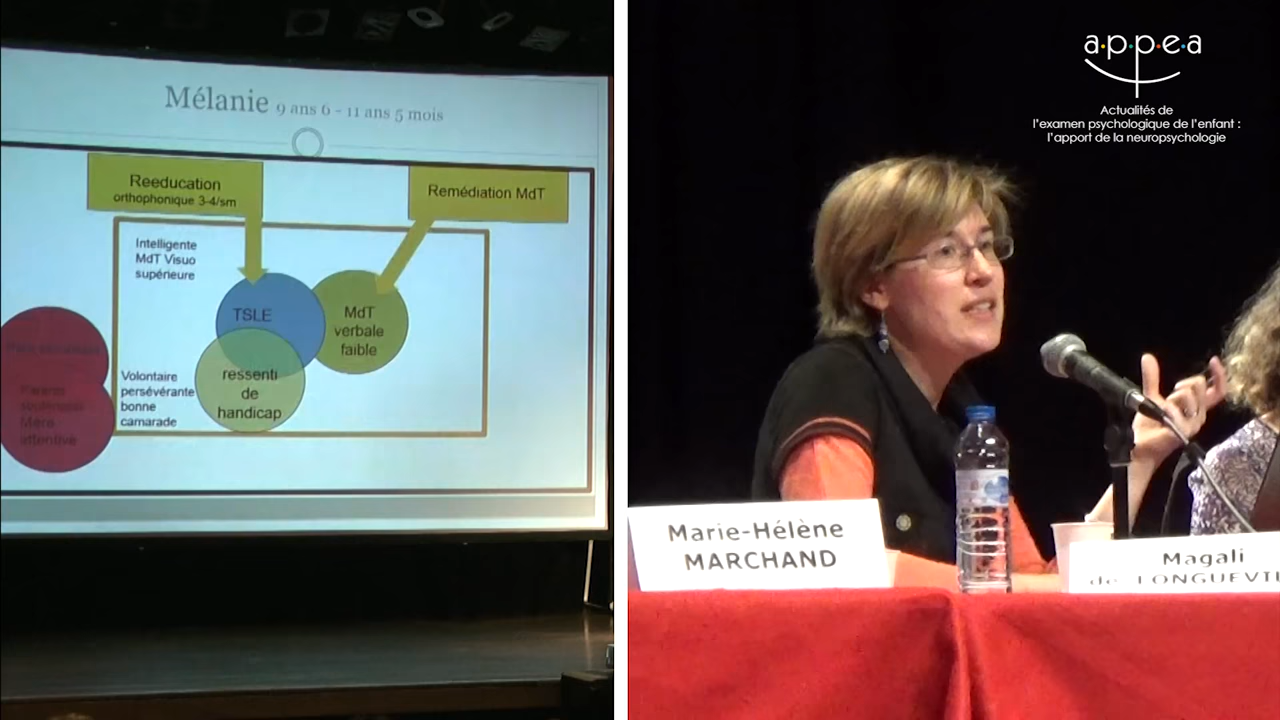 Mélanie 9 ans 6 - 11 ans 5 mois
Reeducation
orthophonique 3-4/sm
Remédiation MdT
Intelligente
MdT Visuo
supérieure
TSLE
MdT
verbale
faible
ressenti
de
handicap
Volontaire
persévérante
bonne
camarade
Parents
Mère
attentive
a.p.p.e.a
Actualités de
l'examen psychologique de l'enfant :
l'apport de la neuropsychologie
Marie-Hélène
MARCHAND
Magali
de